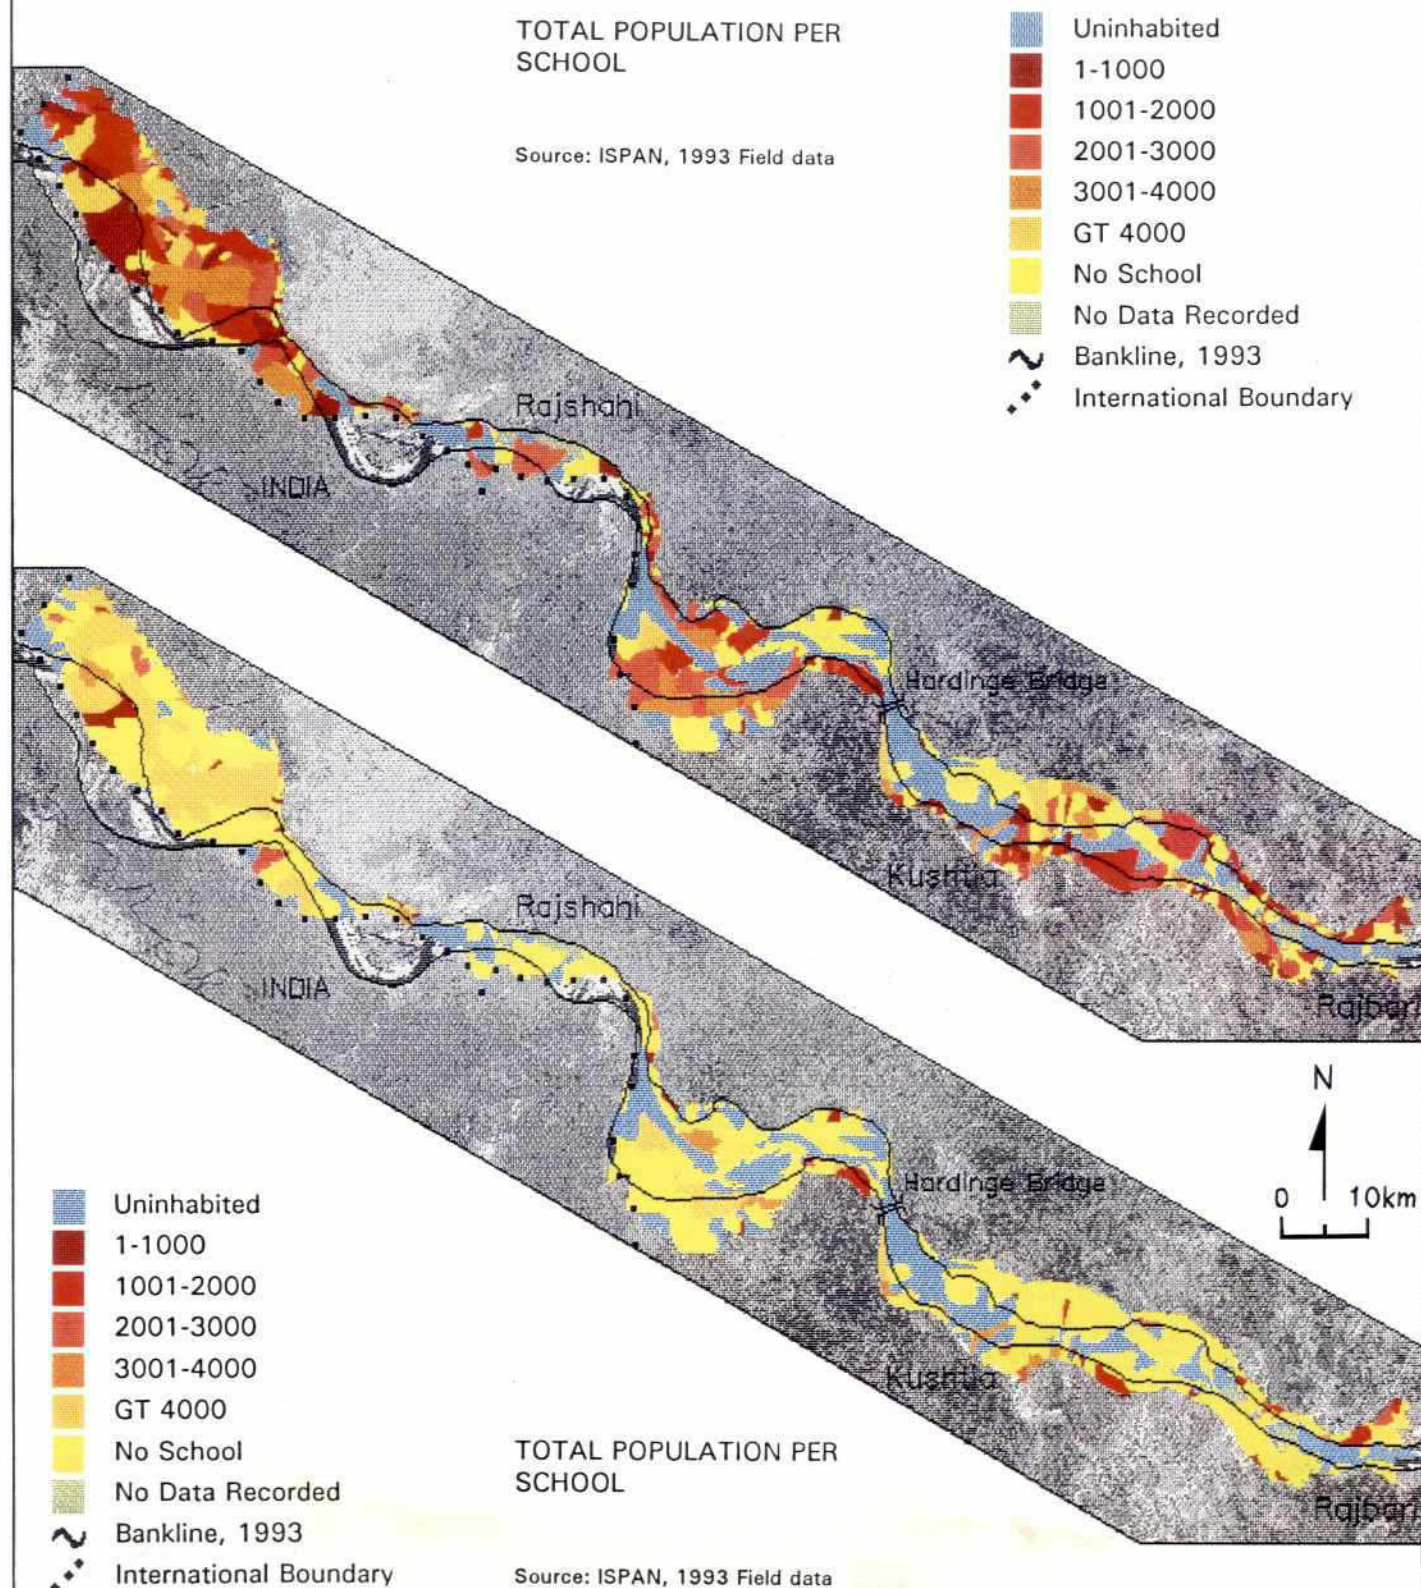 TOTAL POPULATION PER
SCHOOL
Source: ISPAN, 1993 Field data
Uninhabited
1-1000
1001-2000
2001-3000
3001-4000
GT 4000
No School
No Data Recorded
Bankline, 1993
International Boundary
Rajshahi
INDIA
Hardinge Bridge
Kushtia
Rajbari
Rajshahi
INDIA
Hardinge Bridge
Kushtia
Rajbari
N
0 10km
Uninhabited
1-1000
1001-2000
2001-3000
3001-4000
GT 4000
No School
No Data Recorded
Bankline, 1993
International Boundary
TOTAL POPULATION PER
SCHOOL
Source: ISPAN, 1993 Field data